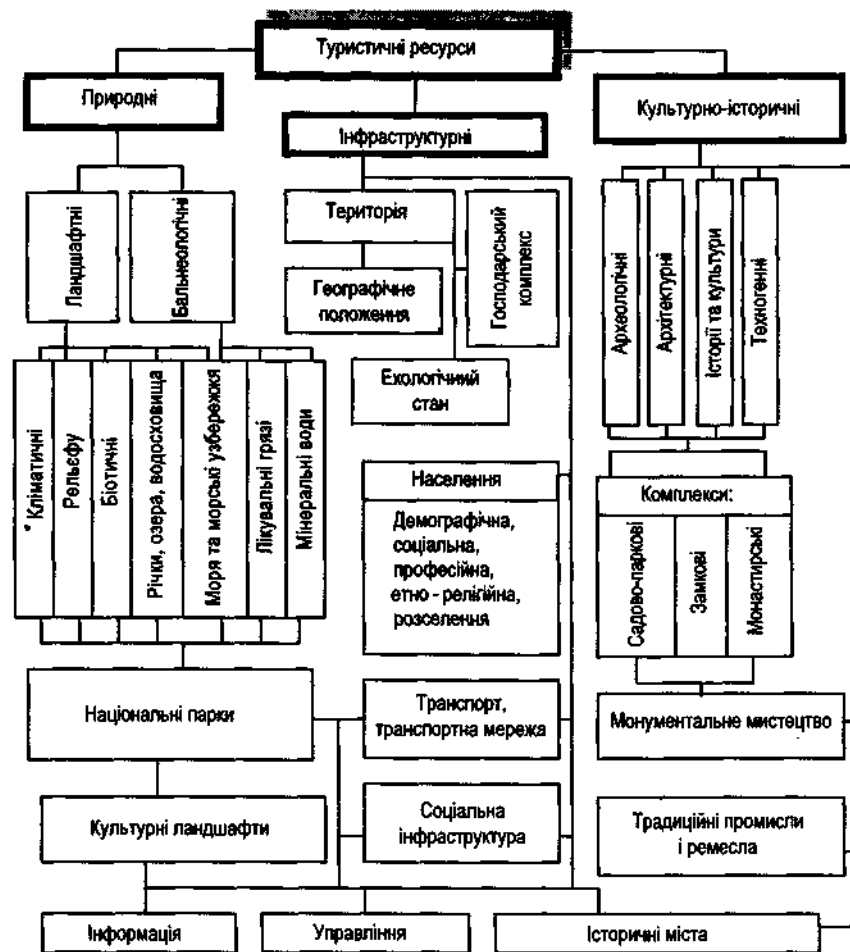 Туристичні ресурси
Природні
Інфраструктурні
Культурно-історичні
Ландшафтні
Бальнеологічні
Територія
Географічне
положення
Господарський
комплекс
Ехологічний
стан
Археологічні
Архітектурні
Історії та культури
Техногенні
* Кліматичні
Рельєфу
Біотичні
Річки, озера, водосховища
Моря та морські узбережжя
Лікувальні грязі
Мінеральні води
Населення
Демографічна,
соціальна,
професійна,
етно - релігійна,
розселення
Комплекси:
Садово-паркові
Замкові
Монастирські
Національні парки
Транспорт,
транспортна мережа
Монументальне мистецтво
Культурні ландшафти
Соціальна
інфраструктура
Традиційні промисли
і ремесла
Інформація
Управління
Історичні міста